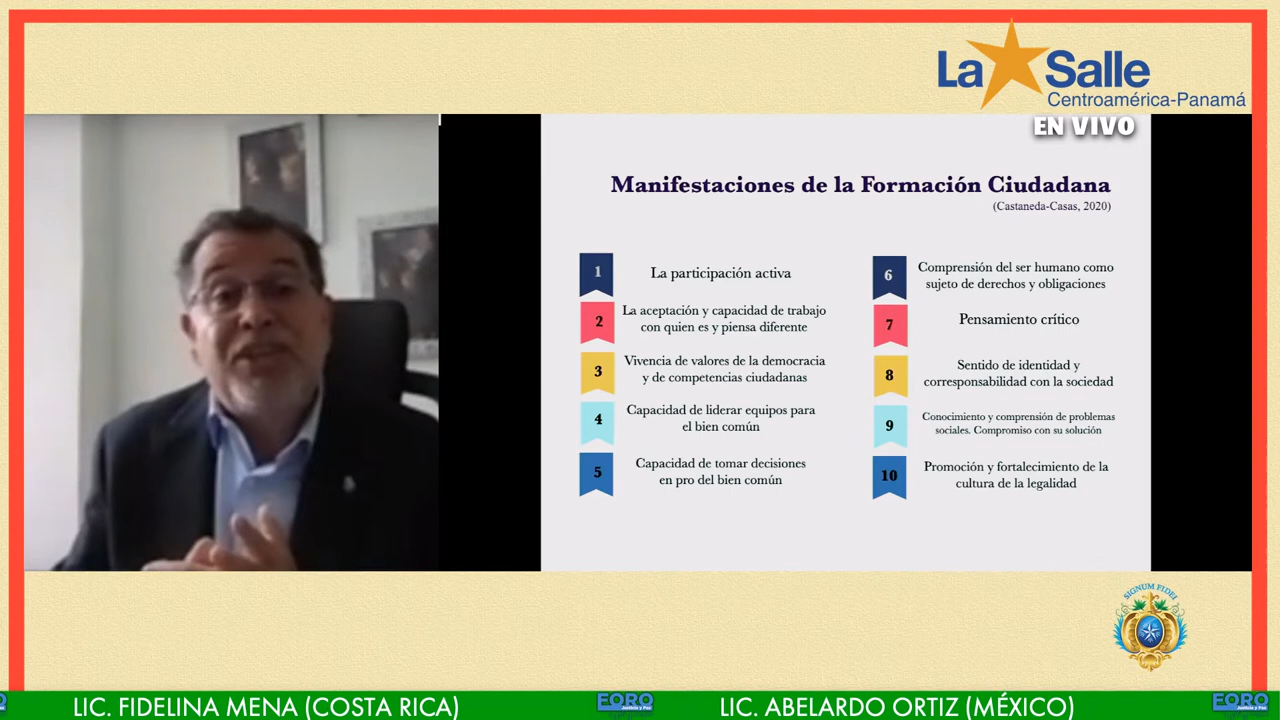 La Salle
Centroamérica-Panamá
EN VIVO
Manifestaciones de la Formación Ciudadana
(Castaneda-Casas, 2020)
1
La participación activa
2
La aceptación y capacidad de trabajo
con quien es y piensa diferente
3
Vivencia de valores de la democracia
y de competencias ciudadanas
4
Capacidad de liderar equipos para
el bien común
5
Capacidad de tomar decisiones
en pro del bien común
6
Comprensión del ser humano como
sujeto de derechos y obligaciones
7
Pensamiento crítico
8
Sentido de identidad y
corresponsabilidad con la sociedad
9
Conocimiento y comprensión de problemas
sociales. Compromiso con su solución
10
Promoción y fortalecimiento de la
cultura de la legalidad
SIGNUM FIDEI
LIC. FIDELINA MENA (COSTA RICA)
FORO
Justicia y Paz
LIC. ABELARDO ORTIZ (MÉXICO)
FORO
Justicia y Paz